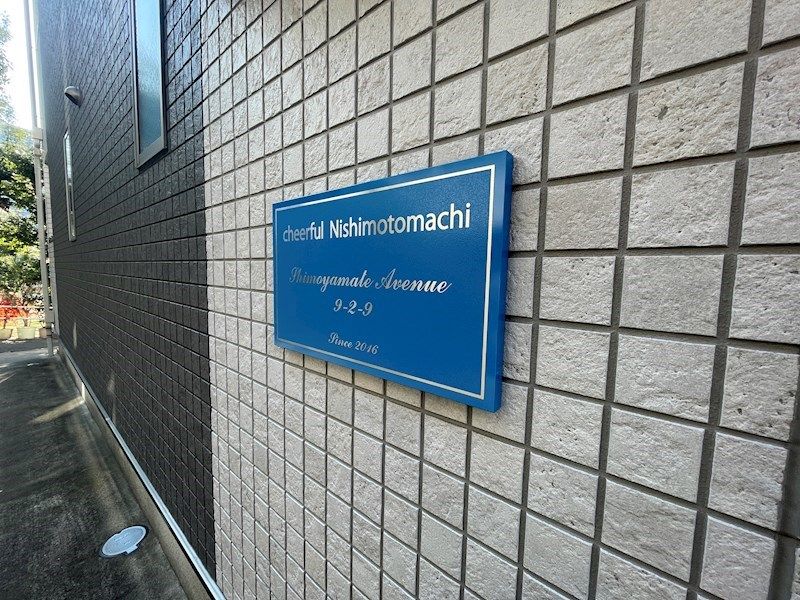 cheerful Nishimotomachi
Shimoyamate Avenue
9-2-9
Since 2016